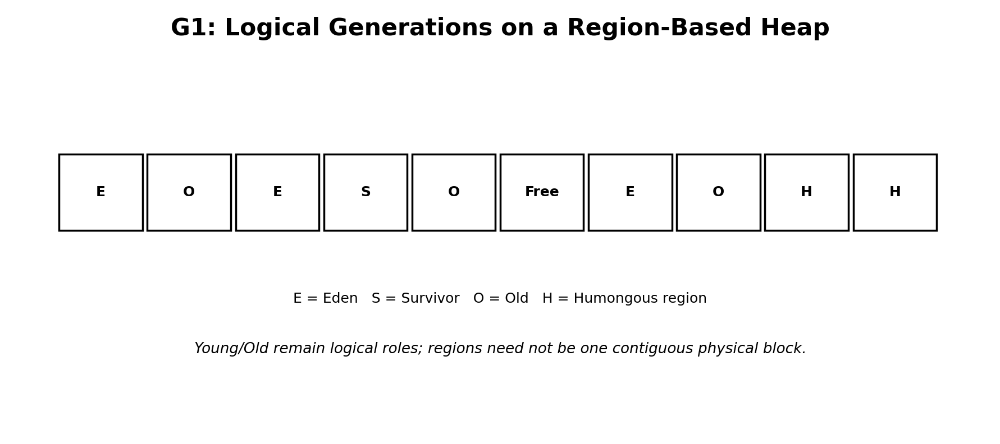 G1: Logical Generations on a Region-Based Heap
E O E S O Free E O H H
E = Eden S = Survivor O = Old H = Humongous region
Young/Old remain logical roles; regions need not be one contiguous physical block.